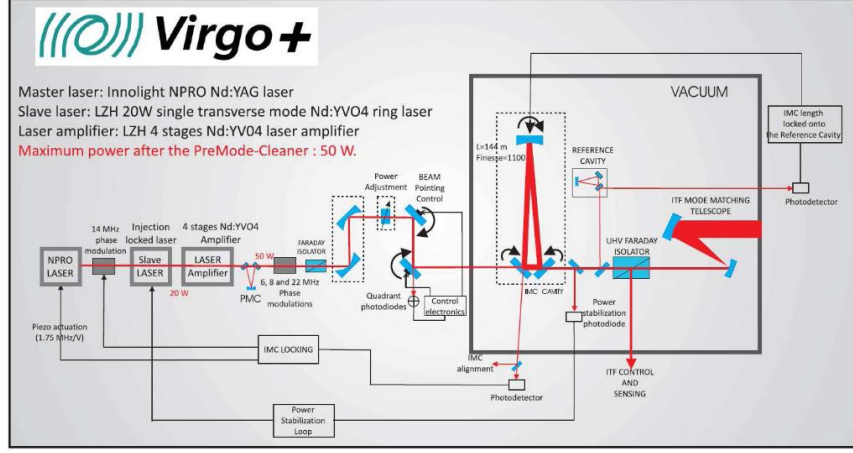 Virgo+
Master laser: Innolight NPRO Nd:YAG laser
Slave laser: LZH 20W single transverse mode Nd:YVO4 ring laser
Laser amplifier: LZH 4 stages Nd:YV04 laser amplifier
Maximum power after the PreMode-Cleaner : 50 W.
VACUUM
IMC length
locked onto
the Reference Cavity
L=144 m
Finesse=1100
REFERENCE
CAVITY
Photodetector
ITF MODE MATCHING
TELESCOPE
Power
Adjustment
BEAM
Pointing
Control
14 MHz
phase
modulation
Injection
locked laser
4 stages Nd:YVO4
Amplifier
FARADAY
ISOLATOR
UHV FARADAY
ISOLATOR
NPRO
LASER
Slave
LASER
LASER
Amplifier
50 W
20 W
PMC
6, 8 and 22 MHz
Phase
modulations
Quadrant
photodiodes
Control
electronics
IMC CAVITY
Power
stabilization
photodiode
Piezo actuation
(1.75 MHz/V)
IMC LOCKING
IMC
alignment
Photodetector
ITF CONTROL
AND
SENSING
Power
Stabilization
Loop